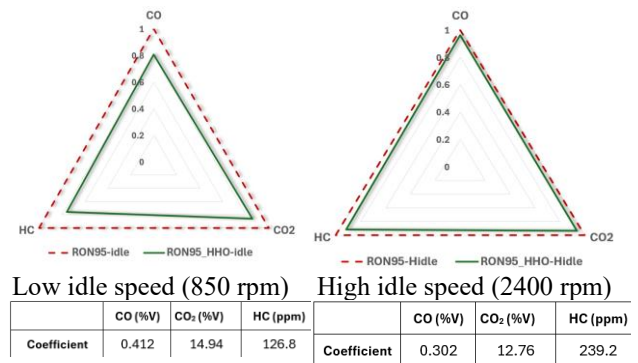 CO
1
0.8
0.6
0.4
0.2
0
HC
CO2
RON95-idle
RON95_HHO-idle
CO
1
0.8
0.6
0.4
0.2
0
HC
CO2
RON95-Hidle
RON95_HHO-Hidle
Low idle speed (850 rpm)
High idle speed (2400 rpm)
CO (%V) CO₂ (%V) HC (ppm)
Coefficient 0.412 14.94 126.8
CO (%V) CO₂ (%V) HC (ppm)
Coefficient 0.302 12.76 239.2